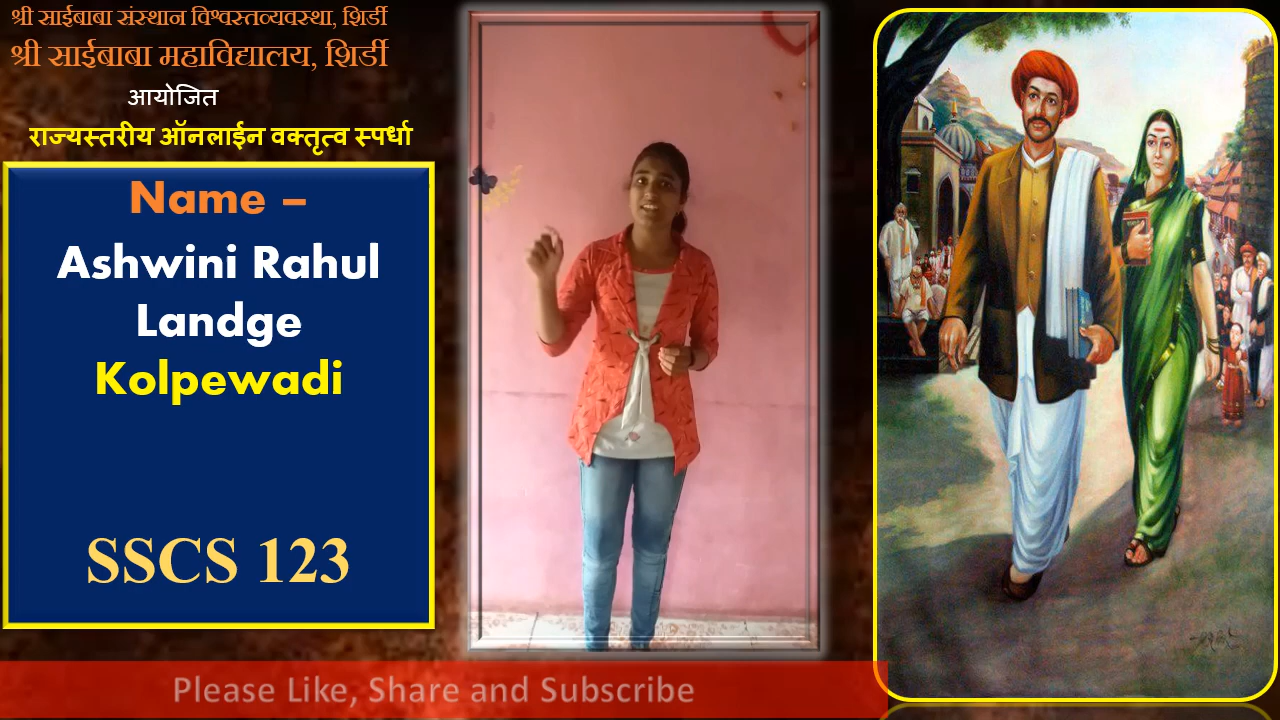 श्री साईबाबा संस्थान विश्वस्तव्यवस्था, शिर्डी
श्री साईबाबा महाविद्यालय, शिर्डी
आयोजित
राज्यस्तरीय ऑनलाईन वक्तृत्व स्पर्धा
Name –
Ashwini Rahul
Landge
Kolpewadi
SSCS 123
Please Like, Share and Subscribe